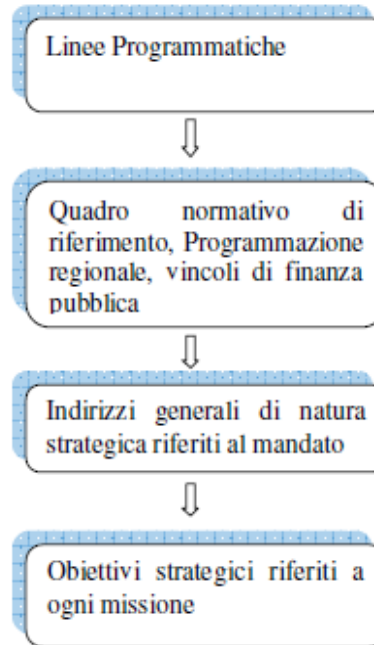 Linee Programmatiche
Quadro normativo di
riferimento, Programmazione
regionale, vincoli di finanza
pubblica
Indirizzi generali di natura
strategica riferiti al mandato
Obiettivi strategici riferiti a
ogni missione